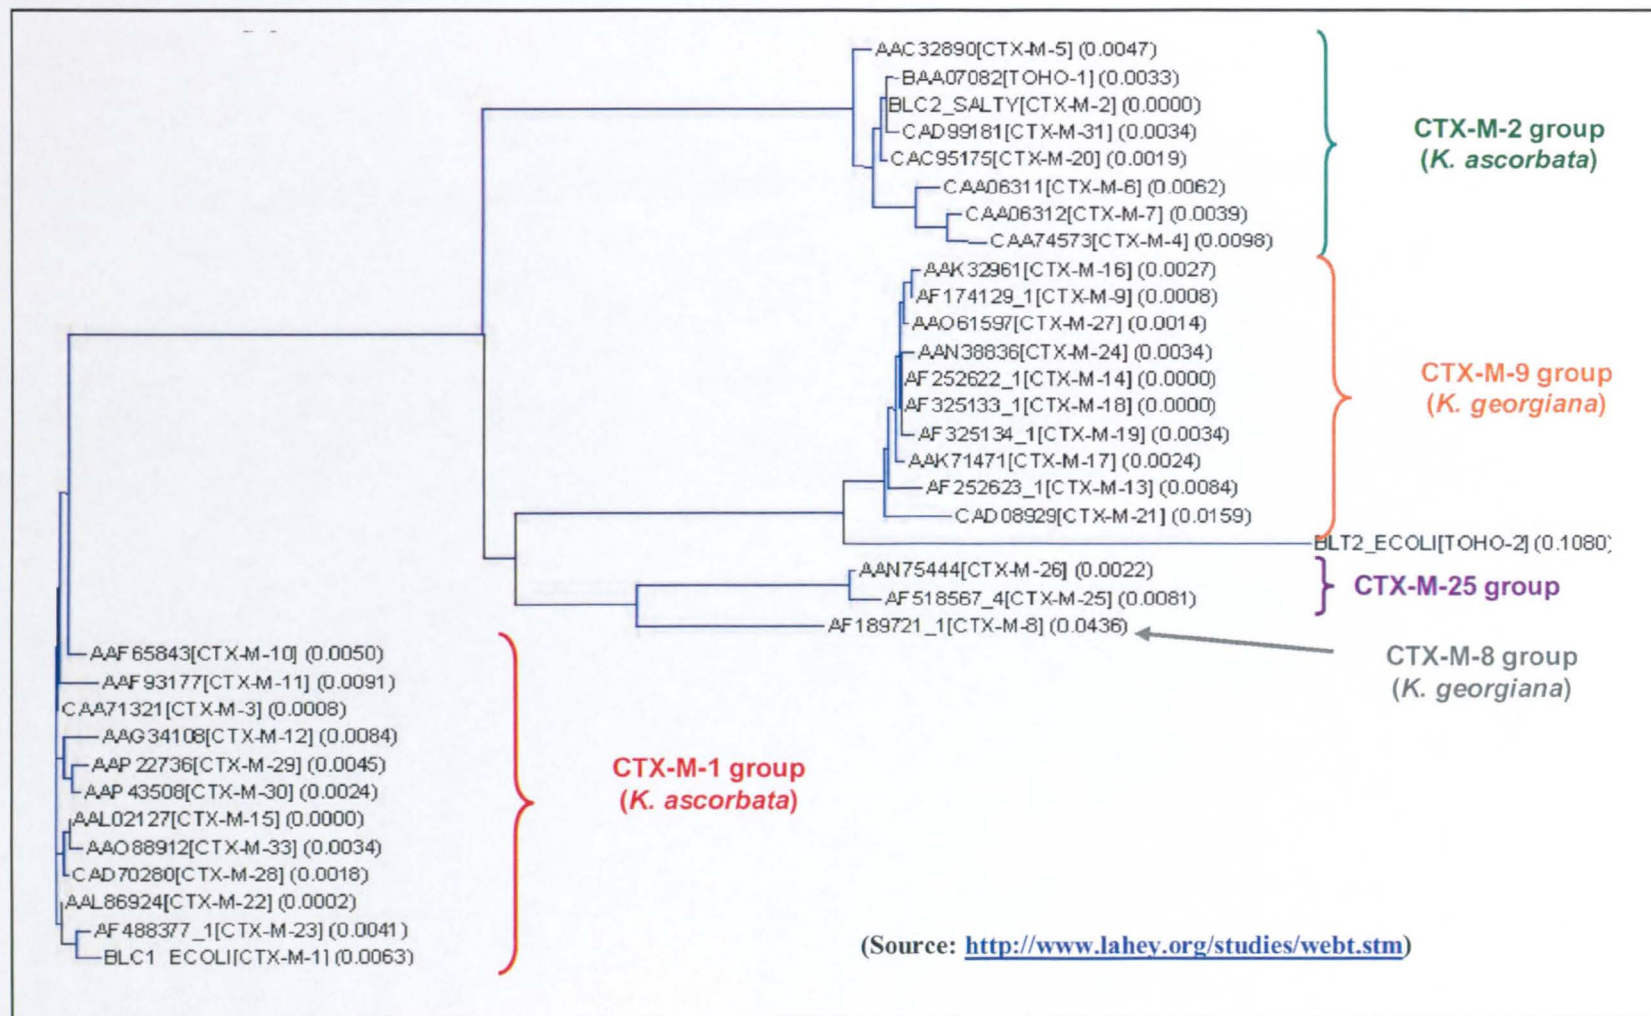 AAC32890[CTX-M-5] (0.0047)
BAA07082[TOHO-1] (0.0033)
BLC2_SALTY[CTX-M-2] (0.0000)
CAD99181[CTX-M-31] (0.0034)
CAC95175[CTX-M-20] (0.0019)
CAA06311[CTX-M-6] (0.0062)
CAA06312[CTX-M-7] (0.0039)
CAA74573[CTX-M-4] (0.0098)
CTX-M-2 group
(K. ascorbata)
AAK32961[CTX-M-16] (0.0027)
AF174129_1[CTX-M-9] (0.0008)
AAO61597[CTX-M-27] (0.0014)
AAN38836[CTX-M-24] (0.0034)
AF252622_1[CTX-M-14] (0.0000)
AF325133_1[CTX-M-18] (0.0000)
AF325134_1[CTX-M-19] (0.0034)
AAK71471[CTX-M-17] (0.0024)
AF252623_1[CTX-M-13] (0.0084)
CAD08929[CTX-M-21] (0.0159)
BLT2_ECOLI[TOHO-2] (0.1080)
CTX-M-9 group
(K. georgiana)
AAN75444[CTX-M-26] (0.0022)
AF518567_4[CTX-M-25] (0.0081)
CTX-M-25 group
AF189721_1[CTX-M-8] (0.0436)
CTX-M-8 group
(K. georgiana)
AAF65843[CTX-M-10] (0.0050)
AAF93177[CTX-M-11] (0.0091)
CAA71321[CTX-M-3] (0.0008)
AAG34108[CTX-M-12] (0.0084)
AAP22736[CTX-M-29] (0.0045)
AAP43508[CTX-M-30] (0.0024)
AAL02127[CTX-M-15] (0.0000)
AAO88912[CTX-M-33] (0.0034)
CAD70280[CTX-M-28] (0.0018)
AAL86924[CTX-M-22] (0.0002)
AF488377_1[CTX-M-23] (0.0041)
BLC1_ECOLI[CTX-M-1] (0.0063)
CTX-M-1 group
(K. ascorbata)
(Source: http://www.lahey.org/studies/webt.stm)